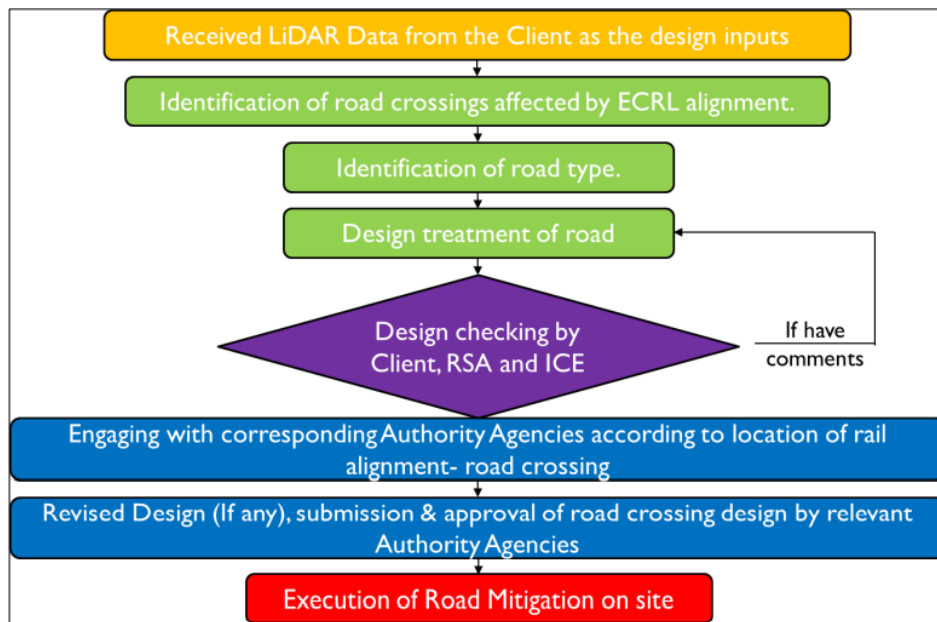 Received LiDAR Data from the Client as the design inputs
Identification of road crossings affected by ECRL alignment.
Identification of road type.
Design treatment of road
Design checking by
Client, RSA and ICE
If have
comments
Engaging with corresponding Authority Agencies according to location of rail
alignment- road crossing
Revised Design (If any), submission & approval of road crossing design by relevant
Authority Agencies
Execution of Road Mitigation on site